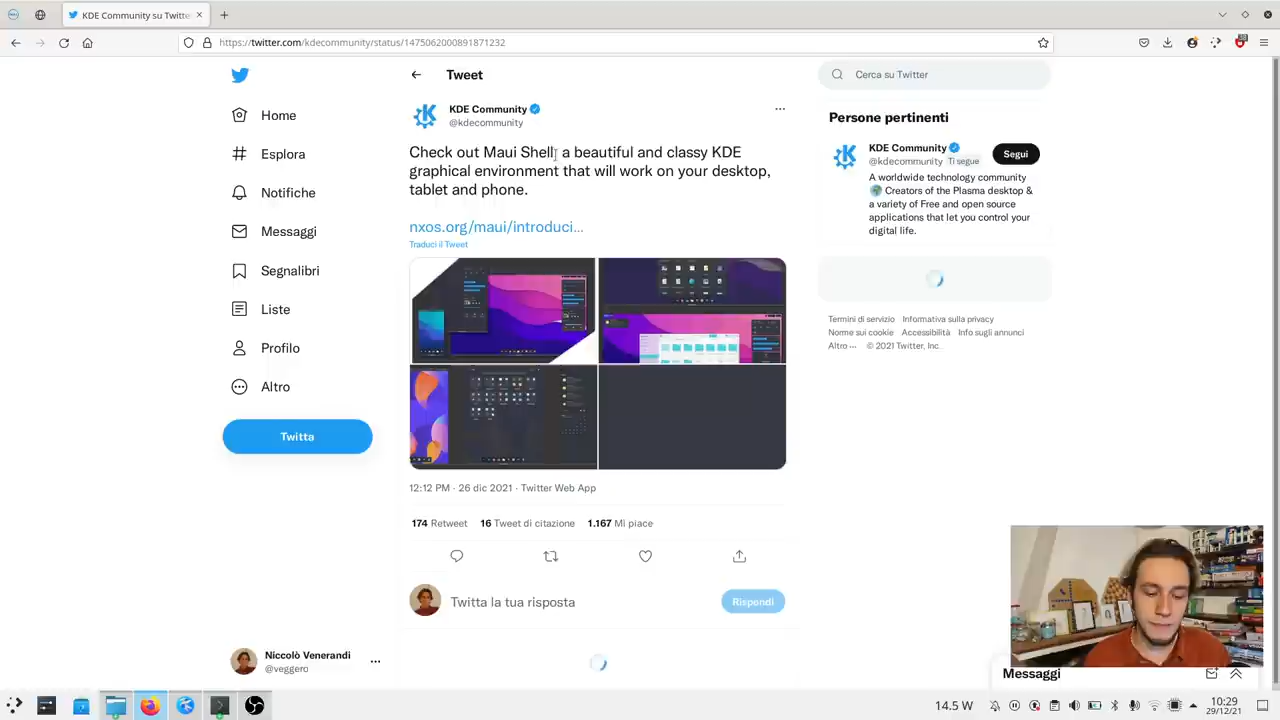 KDE Community su Twitte
https://twitter.com/kdecommunity/status/1475062000891871232
Home
Esplora
Notifiche
Messaggi
Segnalibri
Liste
Profilo
Altro
Twitta
Niccolò Venerandi
@veggero
Tweet
KDE Community
@kdecommunity
Check out Maui Shell, a beautiful and classy KDE
graphical environment that will work on your desktop,
tablet and phone.
nxos.org/maui/introduci...
Traduci il Tweet
12:12 PM · 26 dic 2021 · Twitter Web App
174 Retweet 16 Tweet di citazione 1.167 Mi piace
Twitta la tua risposta
Rispondi
Cerca su Twitter
Persone pertinenti
KDE Community
@kdecommunity Ti segue
Segui
A worldwide technology community
Creators of the Plasma desktop &
a variety of Free and open source
applications that let you control your
digital life.
Termini di servizio Informativa sulla privacy
Norme sui cookie Accessibilità Info sugli annunci
Altro ··· © 2021 Twitter, Inc.
Messaggi
14.5 W
10:29
29/12/21